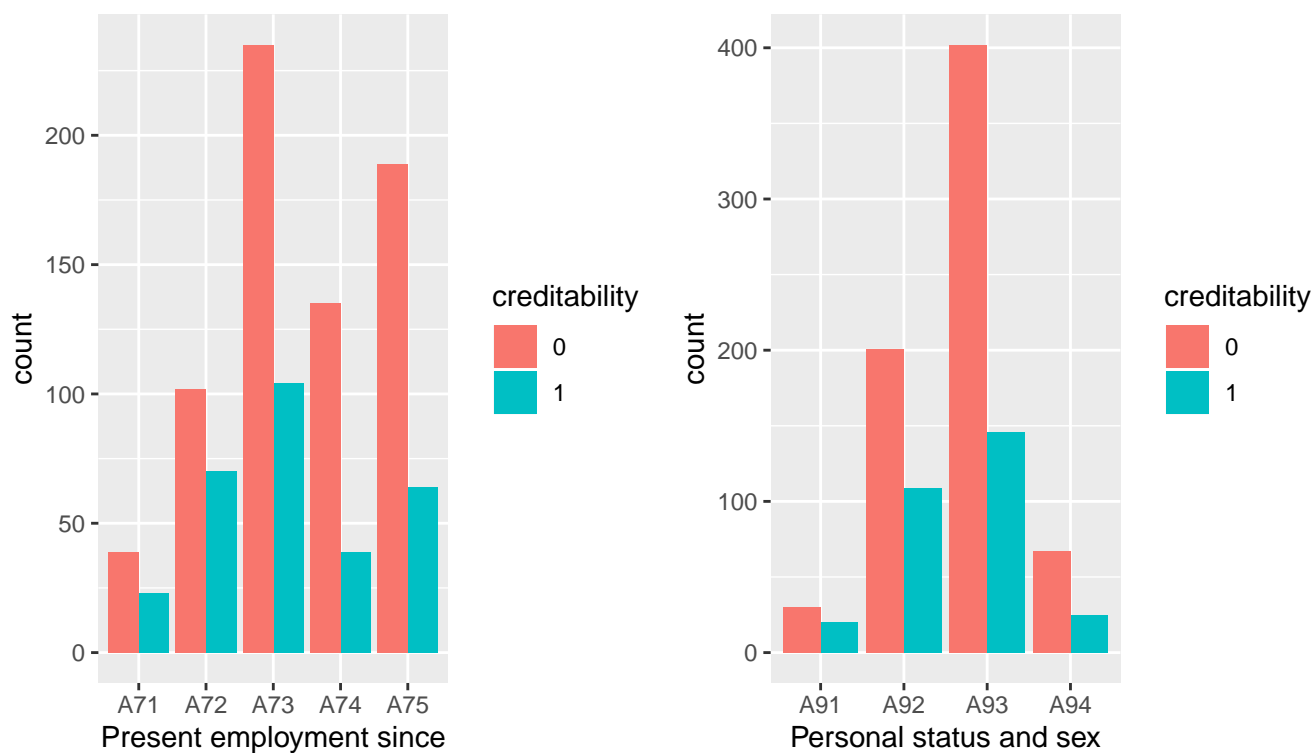 200
150
100
50
0
count
A71 A72 A73 A74 A75
Present employment since
creditability
0
1
400
300
200
100
0
count
A91 A92 A93 A94
Personal status and sex
creditability
0
1